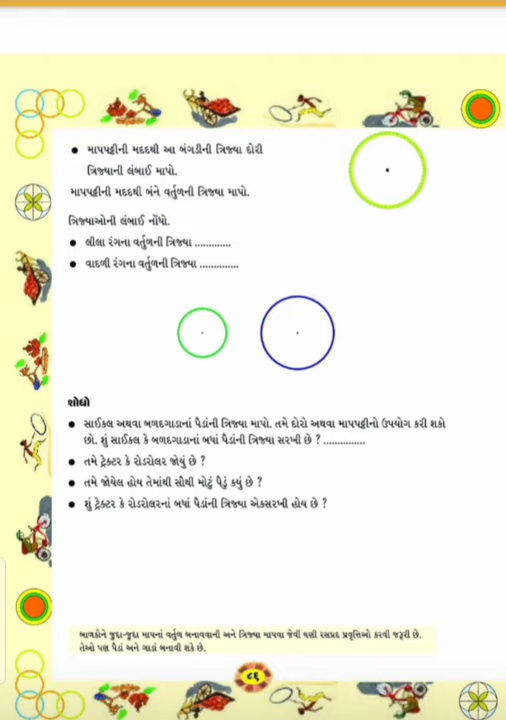 ● માપપટ્ટીની મદદથી આ બંગડીની ત્રિજ્યા દોરી
ત્રિજ્યાની લંબાઈ માપો.
માપપટ્ટીની મદદથી બંને વર્તુળની ત્રિજ્યા માપો.
ત્રિજ્યાઓની લંબાઈ નોંધો.
● લીલા રંગના વર્તુળની ત્રિજ્યા .............
● વાદળી રંગના વર્તુળની ત્રિજ્યા ..............
શોધો
● સાઈકલ અથવા બળદગાડાનાં પૈડાંની ત્રિજ્યા માપો. તમે દોરો અથવા માપપટ્ટીનો ઉપયોગ કરી શકો
છો. શું સાઈકલ કે બળદગાડાનાં બધાં પૈડાંની ત્રિજ્યા સરખી છે ? ...............
● તમે ટ્રેક્ટર કે રોડરોલર જોયું છે ?
● તમે જોયેલ હોય તેમાંથી સૌથી મોટું પૈડું ક્યું છે ?
● શું ટ્રેક્ટર કે રોડરોલરનાં બધાં પૈડાંની ત્રિજ્યા એકસરખી હોય છે ?
બાળકોને જુદા-જુદા માપનાં વર્તુળ બનાવવાની અને ત્રિજ્યા માપવા જેવી ઘણી રસપ્રદ પ્રવૃત્તિઓ કરવી જરૂરી છે.
તેઓ પણ પૈડાં અને ગાડાં બનાવી શકે છે.
૮૬